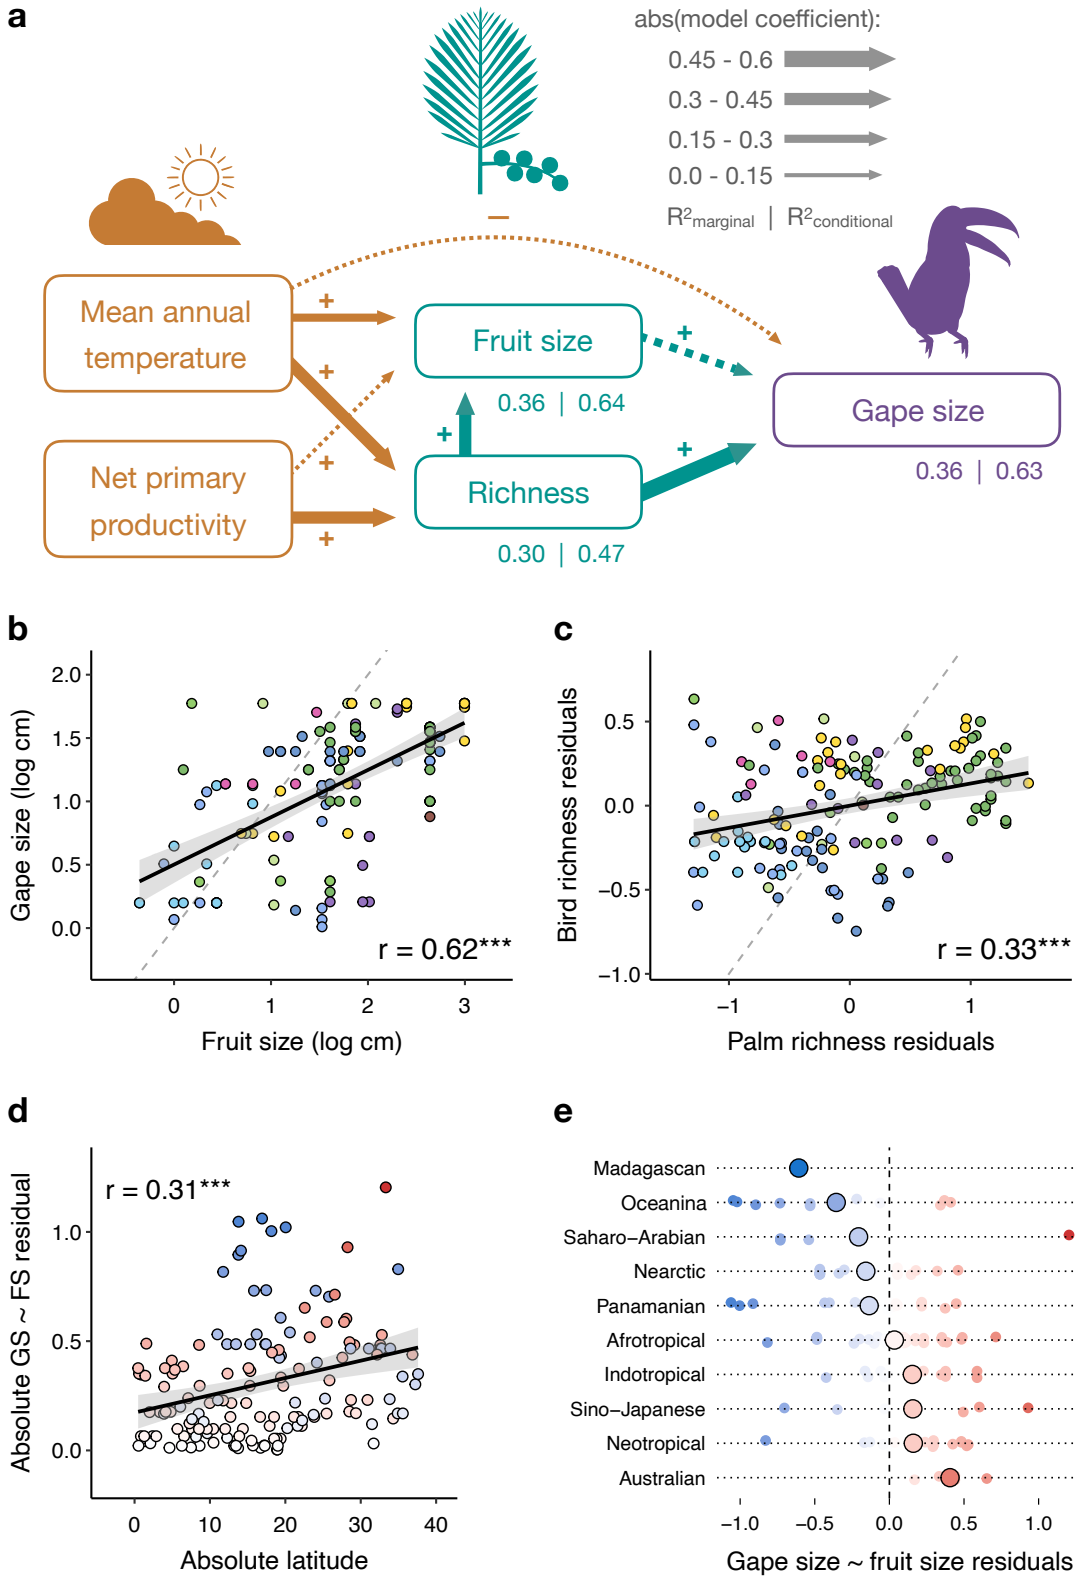 a
abs(model coefficient):
0.45 - 0.6
0.3 - 0.45
0.15 - 0.3
0.0 - 0.15
R²marginal | R²conditional
–
Mean annual
temperature
+
+
Net primary
productivity
+
+
Fruit size
0.36 | 0.64
+
+
Richness
0.30 | 0.47
+
Gape size
0.36 | 0.63
b
Gape size (log cm)
2.0
1.5
1.0
0.5
0.0
r = 0.62***
0 1 2 3
Fruit size (log cm)
c
Bird richness residuals
0.5
0.0
−0.5
−1.0
r = 0.33***
−1 0 1
Palm richness residuals
d
Absolute GS ~ FS residual
r = 0.31***
1.0
0.5
0.0
0 10 20 30 40
Absolute latitude
e
Madagascan
Oceanina
Saharo−Arabian
Nearctic
Panamanian
Afrotropical
Indotropical
Sino−Japanese
Neotropical
Australian
−1.0 −0.5 0.0 0.5 1.0
Gape size ~ fruit size residuals